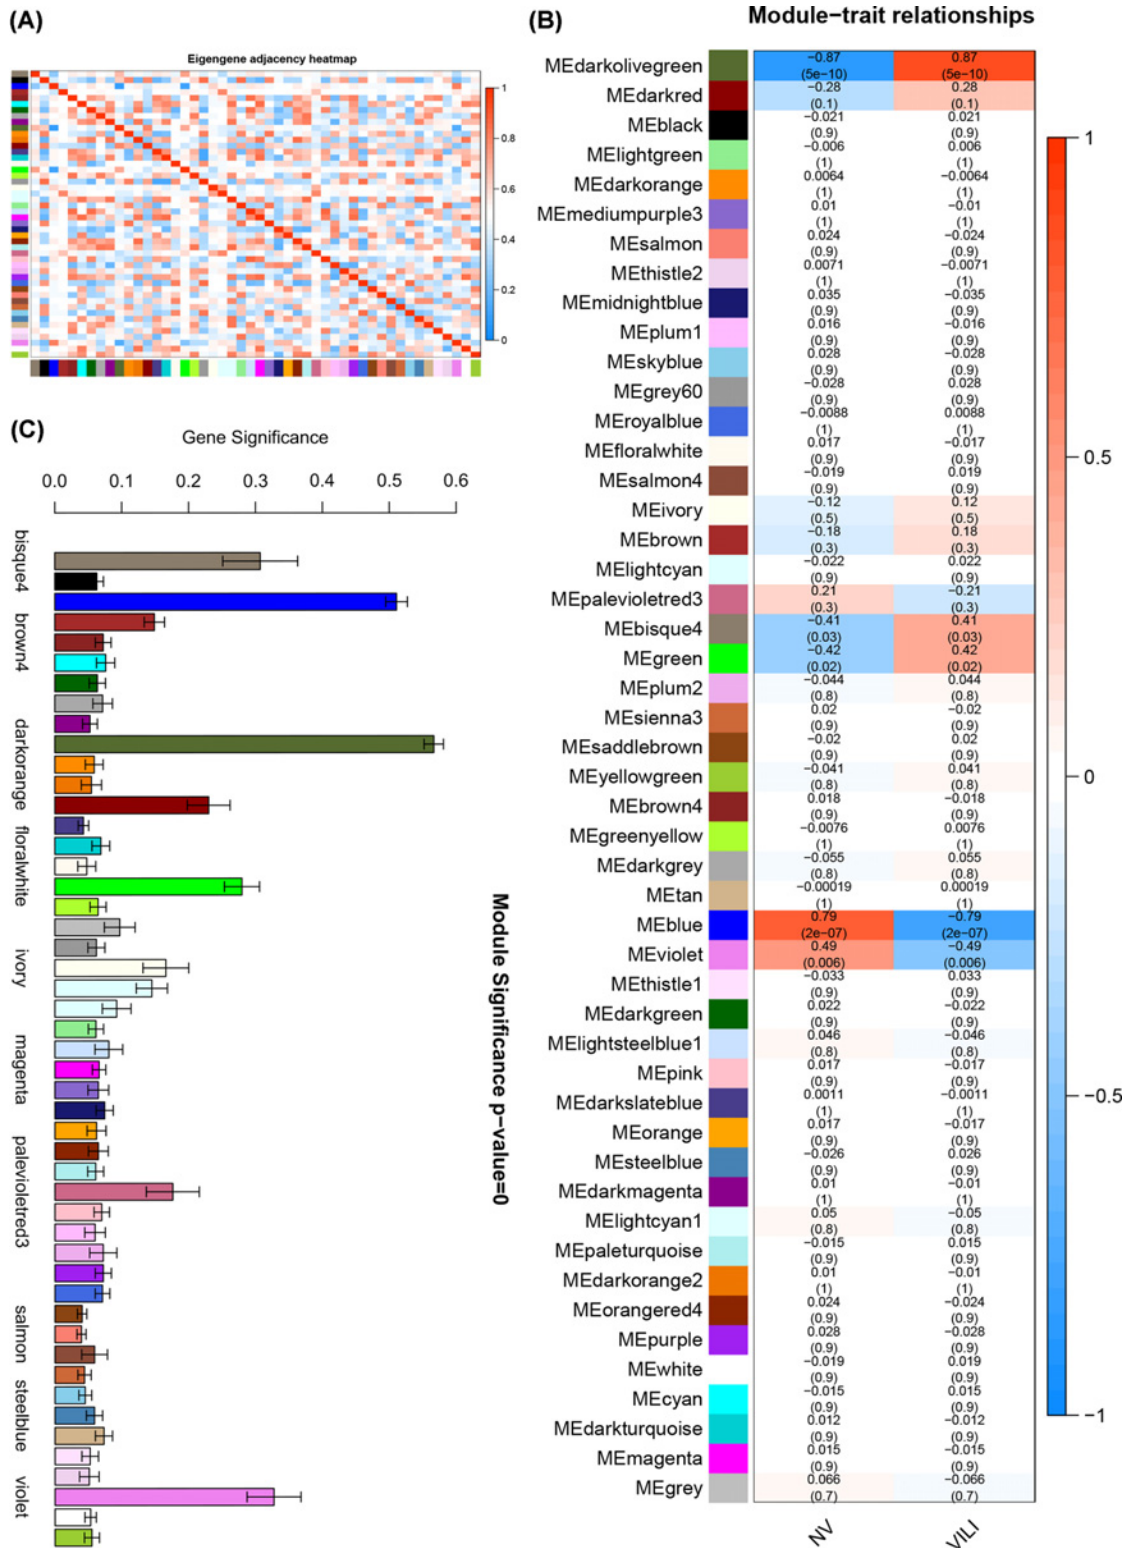 (A)
Eigengene adjacency heatmap
1
0.8
0.6
0.4
0.2
0
(B)
Module−trait relationships
MEdarkolivegreen −0.87 0.87
(5e−10) (5e−10)
MEdarkred −0.28 0.28
(0.1) (0.1)
MEblack −0.021 0.021
(0.9) (0.9)
MElightgreen −0.006 0.006
(1) (1)
MEdarkorange 0.0064 −0.0064
(1) (1)
MEmediumpurple3 0.01 −0.01
(1) (1)
MEsalmon 0.024 −0.024
(0.9) (0.9)
MEthistle2 0.0071 −0.0071
(1) (1)
MEmidnightblue 0.035 −0.035
(0.9) (0.9)
MEplum1 0.016 −0.016
(0.9) (0.9)
MEskyblue 0.028 −0.028
(0.9) (0.9)
MEgrey60 −0.028 0.028
(0.9) (0.9)
MEroyalblue −0.0088 0.0088
(1) (1)
MEfloralwhite 0.017 −0.017
(0.9) (0.9)
MEsalmon4 −0.019 0.019
(0.9) (0.9)
MEivory −0.12 0.12
(0.5) (0.5)
MEbrown −0.18 0.18
(0.3) (0.3)
MElightcyan −0.022 0.022
(0.9) (0.9)
MEpalevioletred3 0.21 −0.21
(0.3) (0.3)
MEbisque4 −0.41 0.41
(0.03) (0.03)
MEgreen −0.42 0.42
(0.02) (0.02)
MEplum2 −0.044 0.044
(0.8) (0.8)
MEsienna3 0.02 −0.02
(0.9) (0.9)
MEsaddlebrown −0.02 0.02
(0.9) (0.9)
MEyellowgreen −0.041 0.041
(0.8) (0.8)
MEbrown4 0.018 −0.018
(0.9) (0.9)
MEgreenyellow −0.0076 0.0076
(1) (1)
MEdarkgrey −0.055 0.055
(0.8) (0.8)
MEtan −0.00019 0.00019
(1) (1)
MEblue 0.79 −0.79
(2e−07) (2e−07)
MEviolet 0.49 −0.49
(0.006) (0.006)
MEthistle1 −0.033 0.033
(0.9) (0.9)
MEdarkgreen 0.022 −0.022
(0.9) (0.9)
MElightsteelblue1 0.046 −0.046
(0.8) (0.8)
MEpink 0.017 −0.017
(0.9) (0.9)
MEdarkslateblue 0.0011 −0.0011
(1) (1)
MEorange 0.017 −0.017
(0.9) (0.9)
MEsteelblue −0.026 0.026
(0.9) (0.9)
MEdarkmagenta 0.01 −0.01
(1) (1)
MElightcyan1 0.05 −0.05
(0.8) (0.8)
MEpaleturquoise −0.015 0.015
(0.9) (0.9)
MEdarkorange2 0.01 −0.01
(1) (1)
MEorangered4 0.024 −0.024
(0.9) (0.9)
MEpurple 0.028 −0.028
(0.9) (0.9)
MEwhite −0.019 0.019
(0.9) (0.9)
MEcyan −0.015 0.015
(0.9) (0.9)
MEdarkturquoise 0.012 −0.012
(0.9) (0.9)
MEmagenta 0.015 −0.015
(0.9) (0.9)
MEgrey 0.066 −0.066
(0.7) (0.7)
NV VILI
1
0.5
0
−0.5
−1
(C)
Gene Significance
0.0 0.1 0.2 0.3 0.4 0.5 0.6
bisque4
brown4
darkorange
floralwhite
ivory
magenta
palevioletred3
salmon
steelblue
violet
Module Significance p−value=0